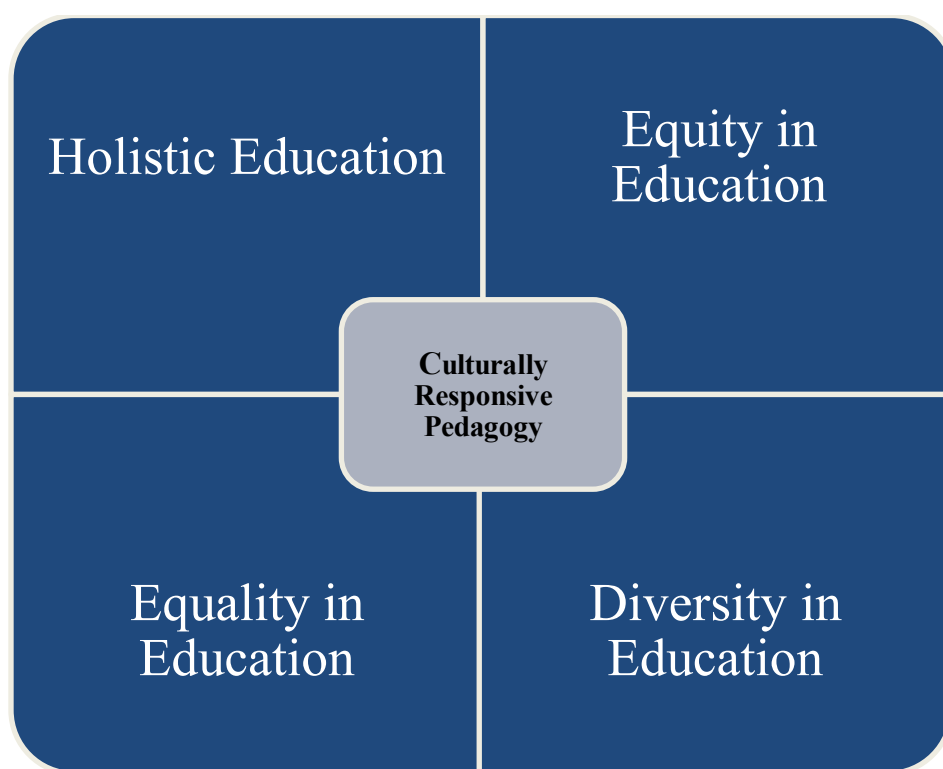 Holistic Education
Equity in
Education
Culturally
Responsive
Pedagogy
Equality in
Education
Diversity in
Education